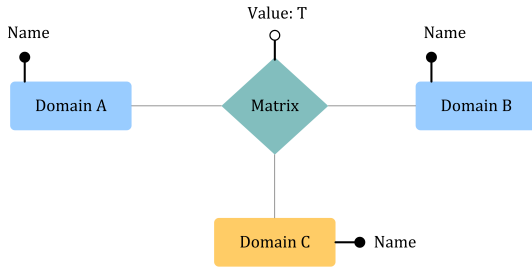 Value: T
Name
Name
Domain A
Matrix
Domain B
Domain C
Name